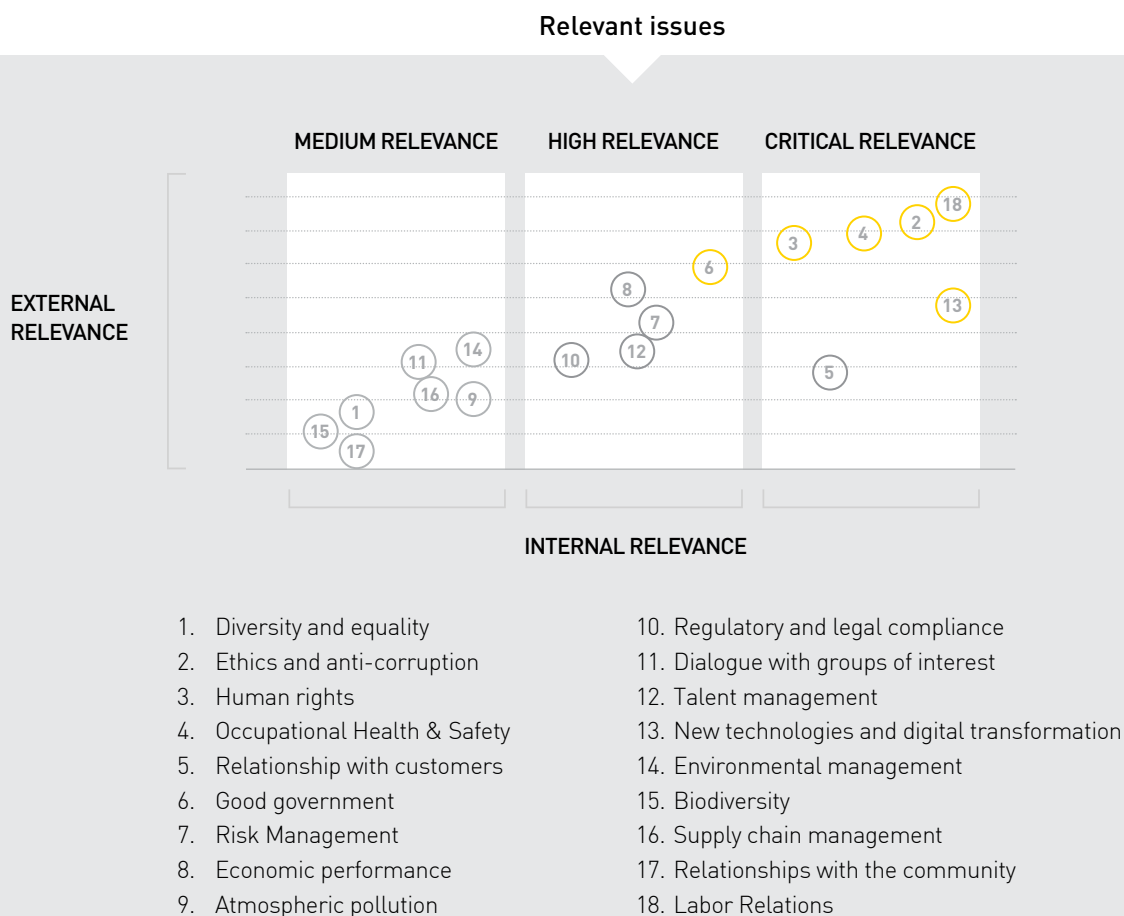 Relevant issues
MEDIUM RELEVANCE
HIGH RELEVANCE
CRITICAL RELEVANCE
EXTERNAL
RELEVANCE
18
2
4
3
6
8
13
7
14
12
10
11
5
16
9
1
15
17
INTERNAL RELEVANCE
1. Diversity and equality
2. Ethics and anti-corruption
3. Human rights
4. Occupational Health & Safety
5. Relationship with customers
6. Good government
7. Risk Management
8. Economic performance
9. Atmospheric pollution
10. Regulatory and legal compliance
11. Dialogue with groups of interest
12. Talent management
13. New technologies and digital transformation
14. Environmental management
15. Biodiversity
16. Supply chain management
17. Relationships with the community
18. Labor Relations